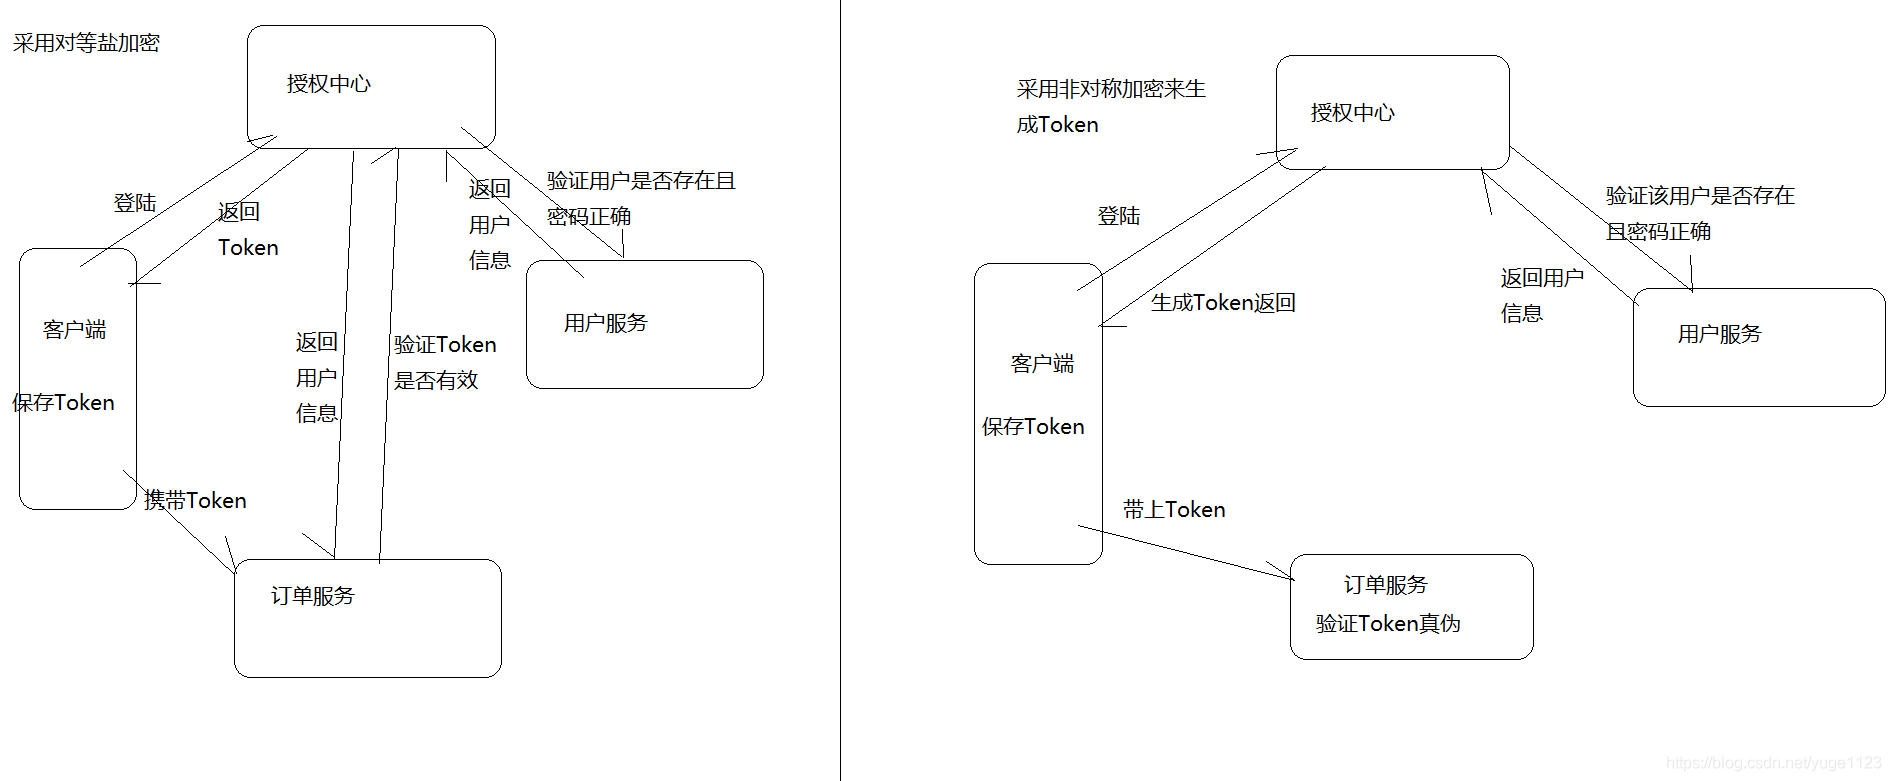 采用对等盐加密
授权中心
登陆
返回
Token
返回
用户
信息
验证用户是否存在且
密码正确
客户端
保存Token
用户服务
返回
用户
信息
验证Token
是否有效
携带Token
订单服务
采用非对称加密来生
成Token
授权中心
登陆
生成Token返回
验证该用户是否存在
且密码正确
返回用户
信息
用户服务
客户端
保存Token
带上Token
订单服务
验证Token真伪
https://blog.csdn.net/yuge1123